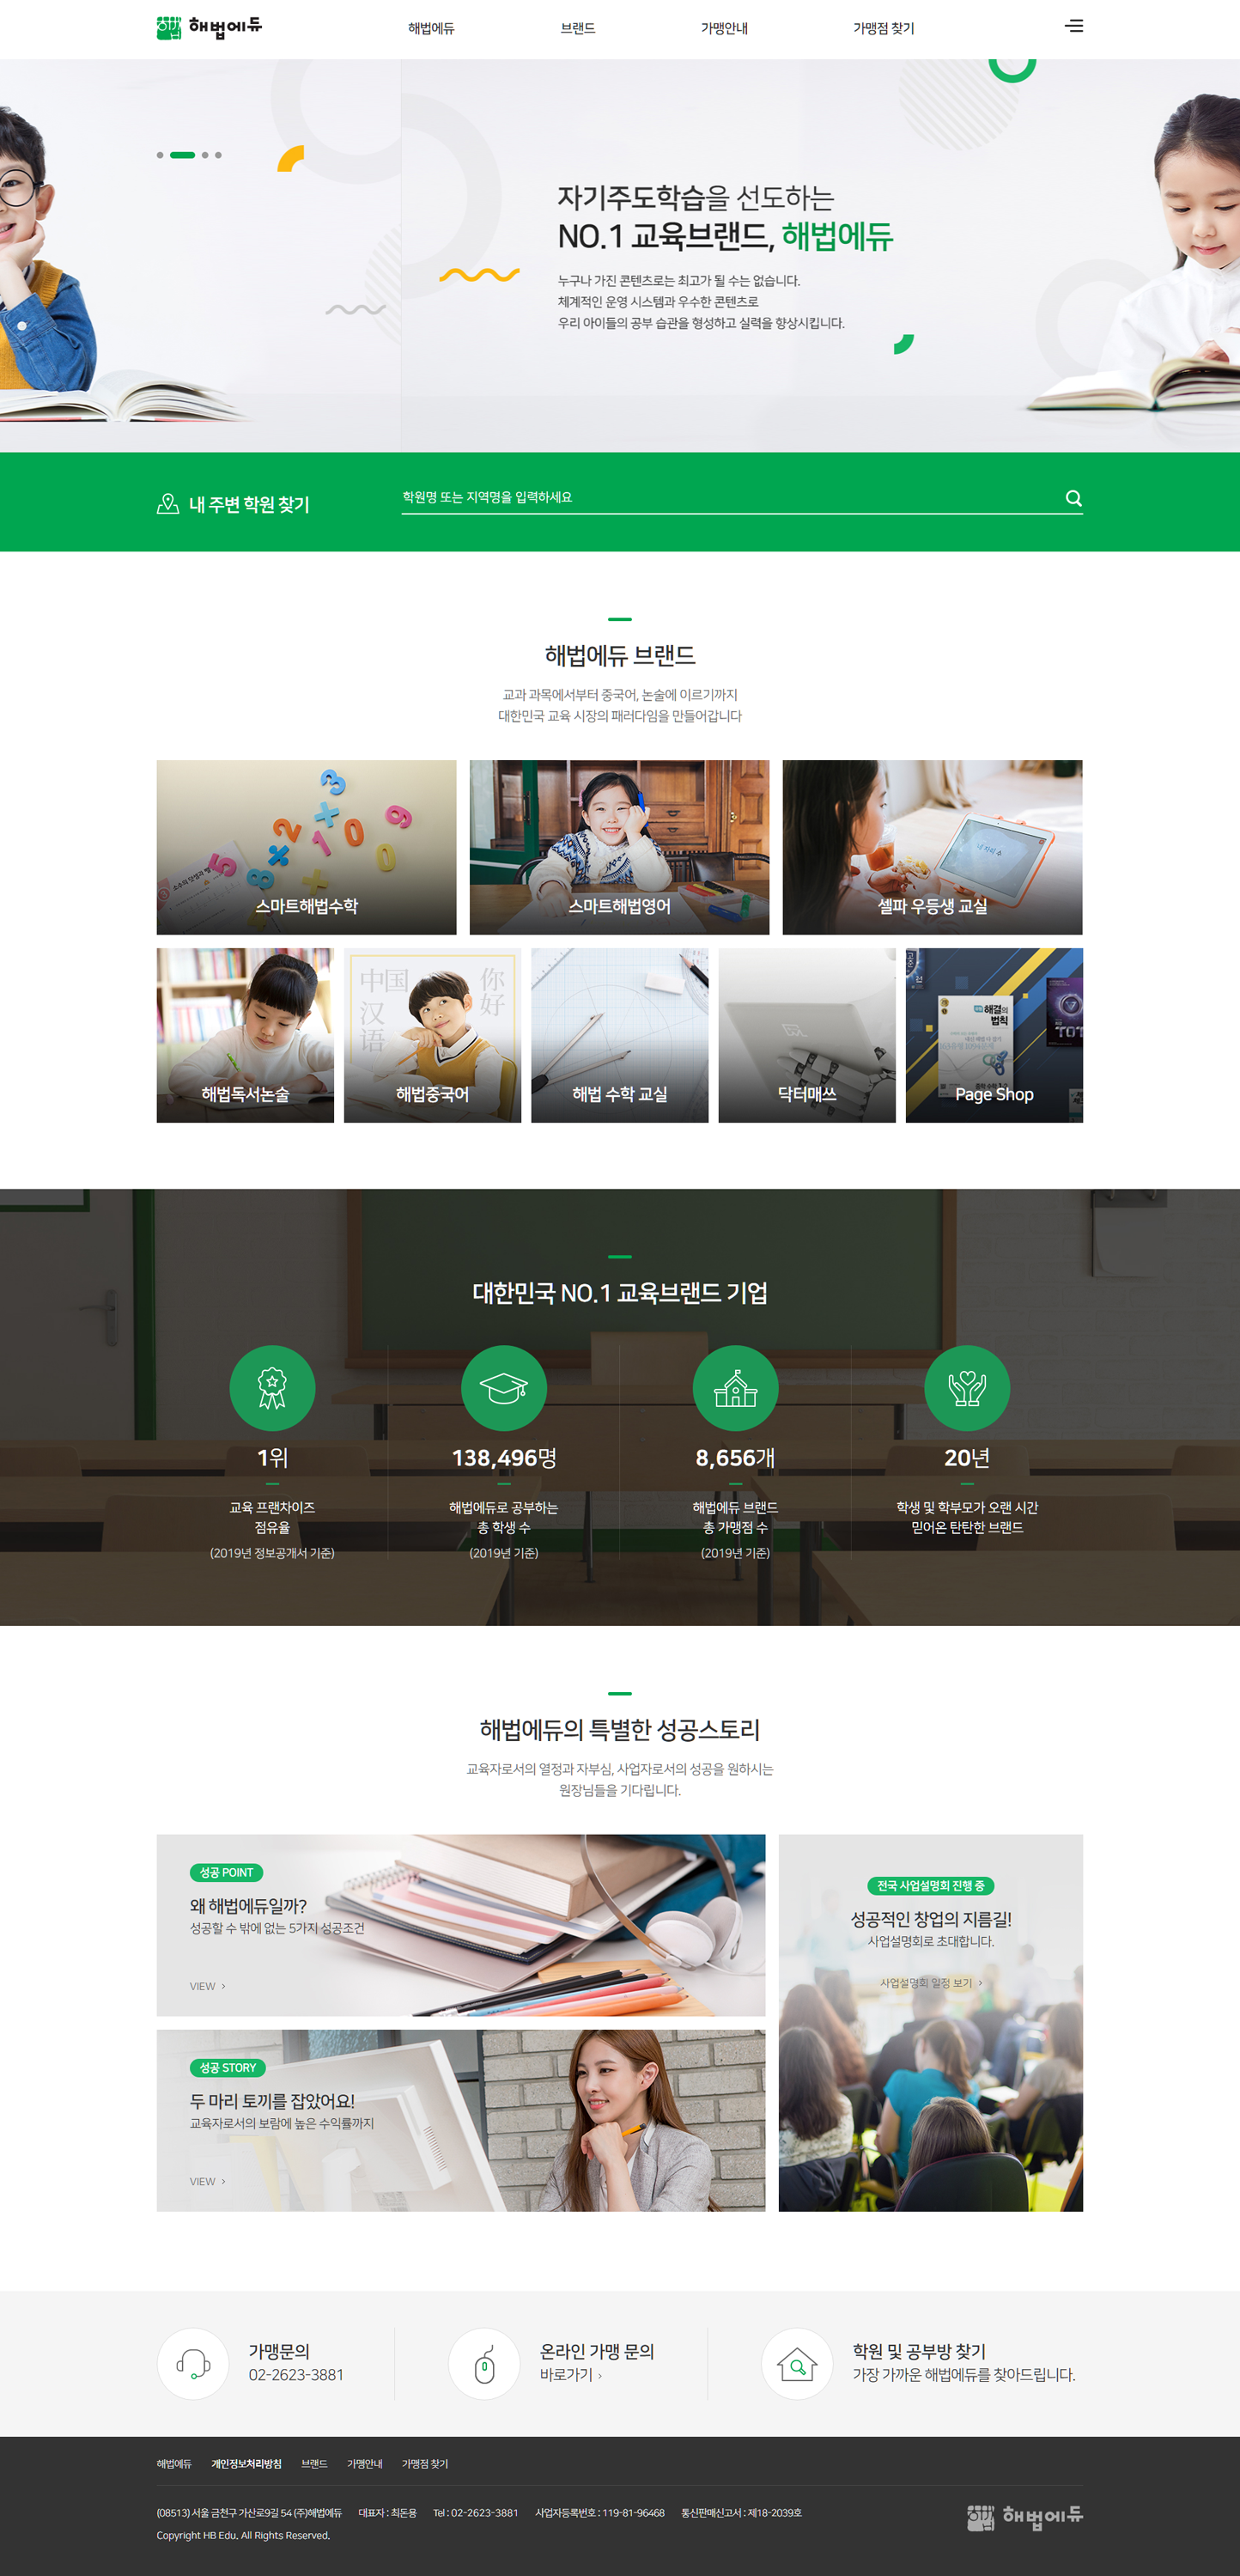 해법에듀
해법에듀
브랜드
가맹안내
가맹점 찾기
자기주도학습을 선도하는
NO.1 교육브랜드, 해법에듀
누구나 가진 콘텐츠로는 최고가 될 수는 없습니다.
체계적인 운영 시스템과 우수한 콘텐츠로
우리 아이들의 공부 습관을 형성하고 실력을 향상시킵니다.
내 주변 학원 찾기
학원명 또는 지역명을 입력하세요
해법에듀 브랜드
교과 과목에서부터 중국어, 논술에 이르기까지
대한민국 교육 시장의 패러다임을 만들어갑니다
스마트해법수학
스마트해법영어
셀파 우등생 교실
中国
汉语
你好
해결의
법칙
해법독서논술
해법중국어
해법 수학 교실
닥터매쓰
Page Shop
대한민국 NO.1 교육브랜드 기업
1위
교육 프랜차이즈
점유율
(2019년 정보공개서 기준)
138,496명
해법에듀로 공부하는
총 학생 수
(2019년 기준)
8,656개
해법에듀 브랜드
총 가맹점 수
(2019년 기준)
20년
학생 및 학부모가 오랜 시간
믿어온 탄탄한 브랜드
해법에듀의 특별한 성공스토리
교육자로서의 열정과 자부심, 사업자로서의 성공을 원하시는
원장님들을 기다립니다.
성공 POINT
왜 해법에듀일까?
성공할 수 밖에 없는 5가지 성공조건
VIEW >
성공 STORY
두 마리 토끼를 잡았어요!
교육자로서의 보람에 높은 수익률까지
VIEW >
전국 사업설명회 진행 중
성공적인 창업의 지름길!
사업설명회로 초대합니다.
사업설명회 일정 보기 >
가맹문의
02-2623-3881
온라인 가맹 문의
바로가기 >
학원 및 공부방 찾기
가장 가까운 해법에듀를 찾아드립니다.
해법에듀 개인정보처리방침 브랜드 가맹안내 가맹점 찾기
(08513) 서울 금천구 가산로9길 54 (주)해법에듀 대표자 : 최돈용 Tel : 02-2623-3881 사업자등록번호 : 119-81-96468 통신판매신고서 : 제18-2039호
Copyright HB Edu. All Rights Reserved.
해법에듀